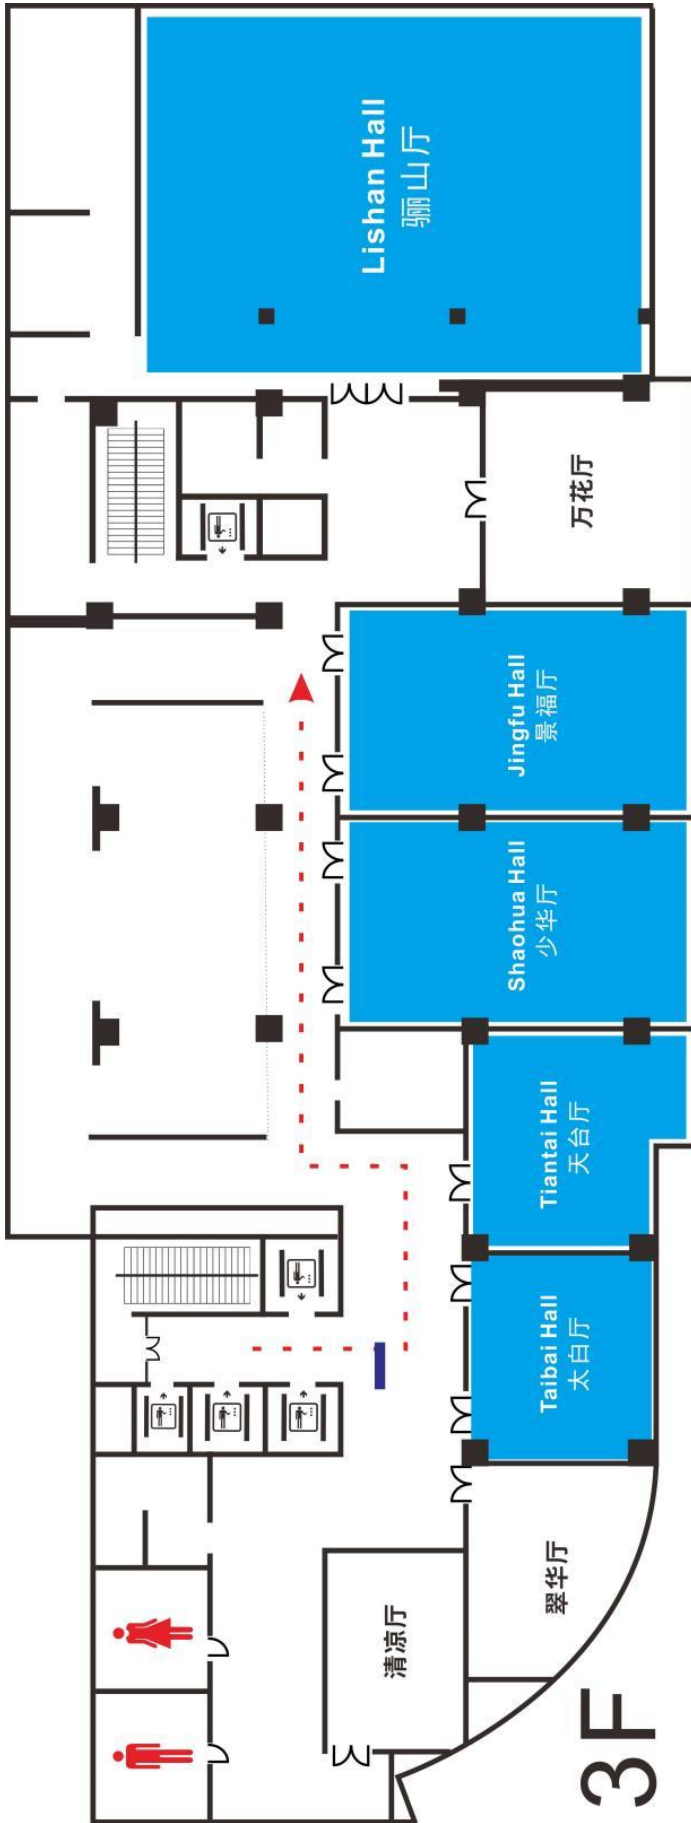 Lishan Hall
骊山厅
万花厅
Jingfu Hall
景福厅
Shaohua Hall
少华厅
Tiantai Hall
天台厅
Taibai Hall
太白厅
翠华厅
清凉厅
3F